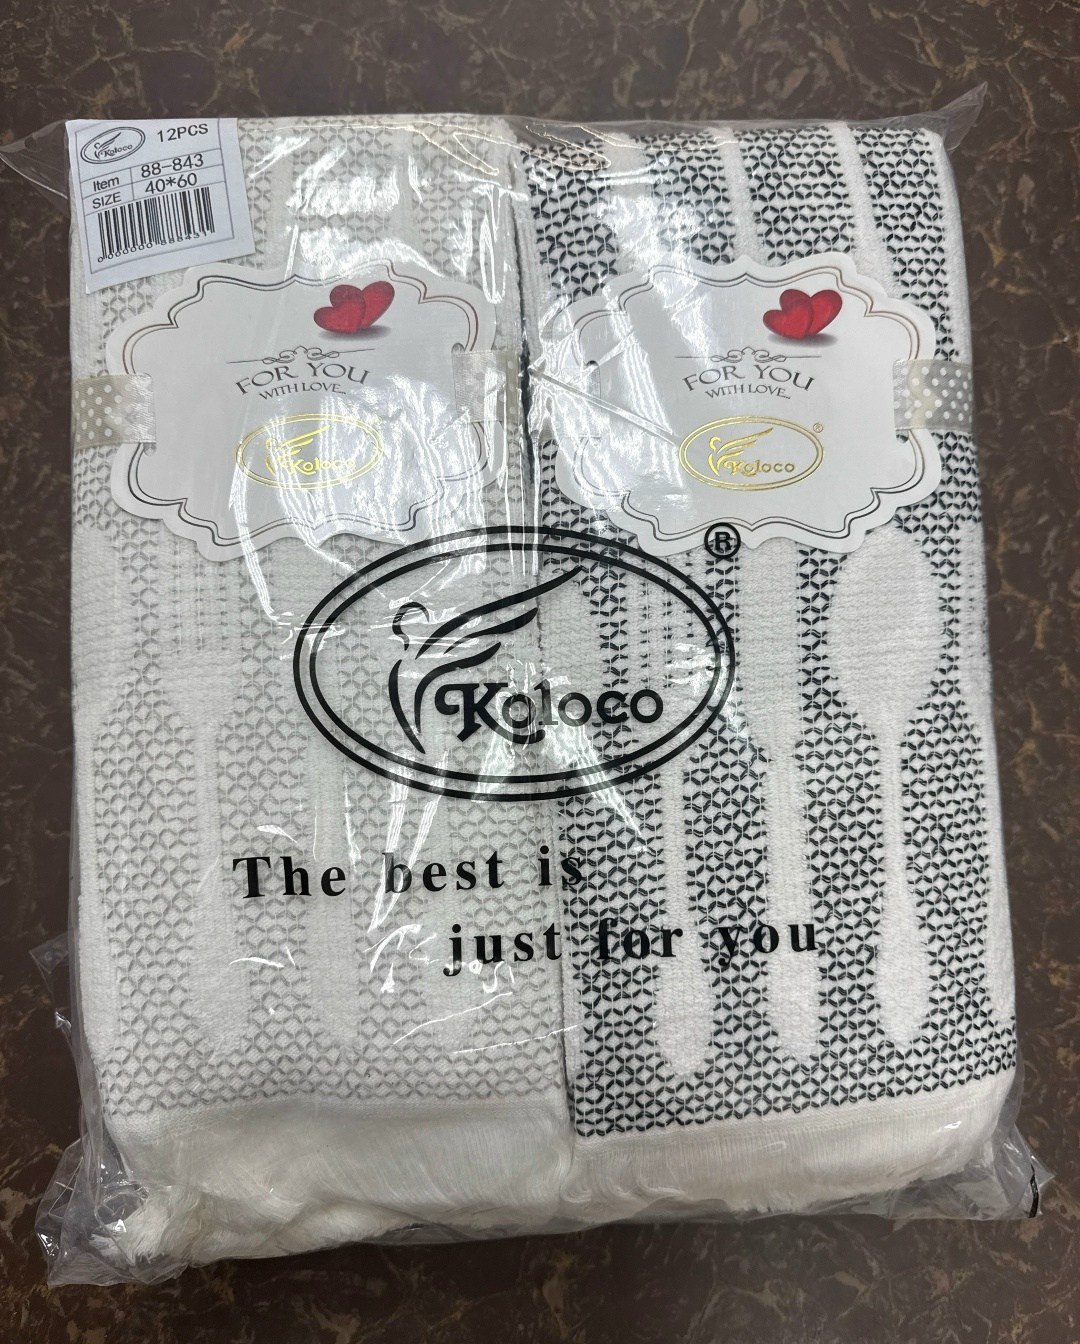 Koloco 12PCS
Item 88-843
SIZE 40*60
FOR YOU
WITH LOVE...
Koloco
FOR YOU
WITH LOVE...
Koloco ®
®
Koloco
The best is
just for you